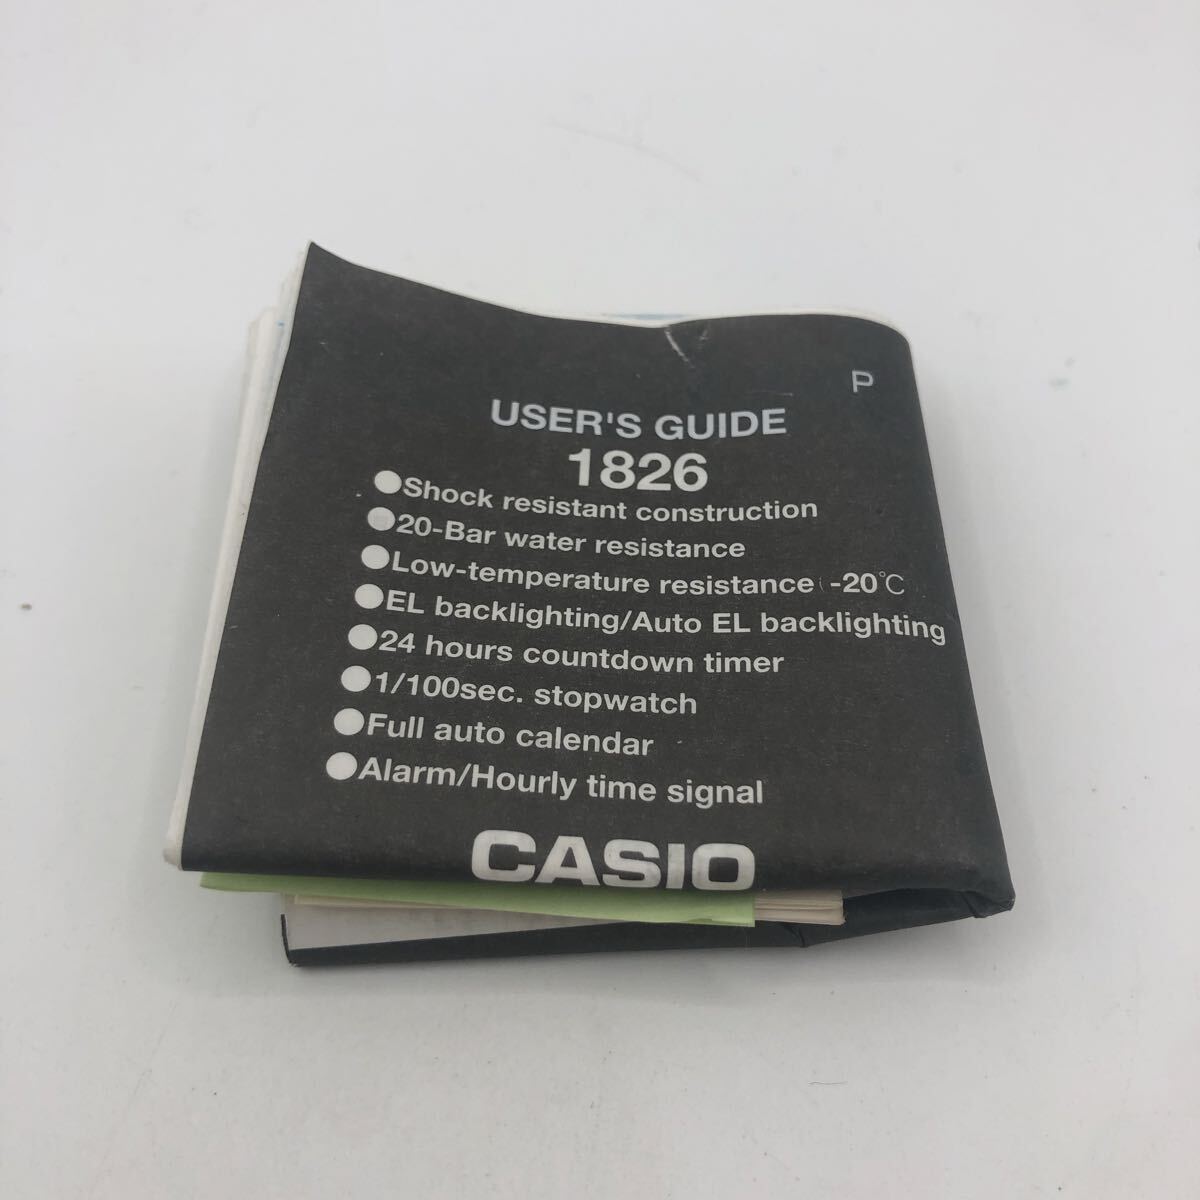 P
USER'S GUIDE
1826
●Shock resistant construction
●20-Bar water resistance
●Low-temperature resistance (-20℃
●EL backlighting/Auto EL backlighting
●24 hours countdown timer
●1/100sec. stopwatch
●Full auto calendar
●Alarm/Hourly time signal
CASIO